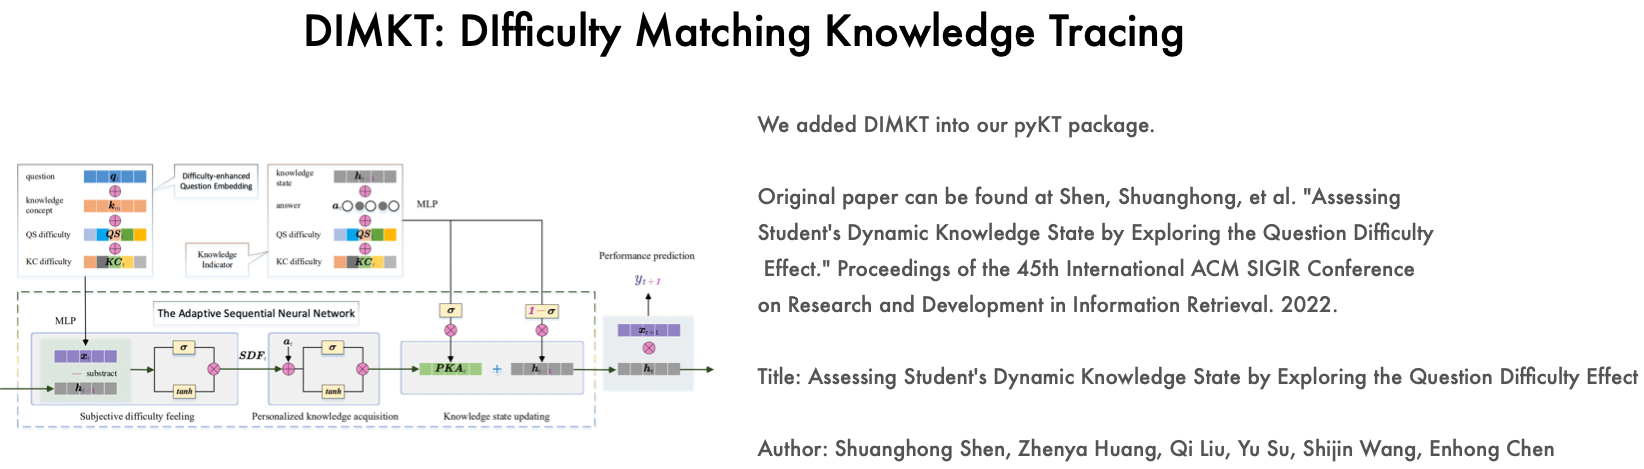 DIMKT: DIfficulty Matching Knowledge Tracing
We added DIMKT into our pyKT package.
Original paper can be found at Shen, Shuanghong, et al. "Assessing
Student's Dynamic Knowledge State by Exploring the Question Difficulty
Effect." Proceedings of the 45th International ACM SIGIR Conference
on Research and Development in Information Retrieval. 2022.
Title: Assessing Student's Dynamic Knowledge State by Exploring the Question Difficulty Effect
Author: Shuanghong Shen, Zhenya Huang, Qi Liu, Yu Su, Shijin Wang, Enhong Chen
question
knowledge
concept
QS difficulty
KC difficulty
q
k
QS
KC
Difficulty-enhanced
Question Embedding
Knowledge
Indicator
knowledge
state
answer
QS difficulty
KC difficulty
h
a
QS
KC
MLP
The Adaptive Sequential Neural Network
MLP
x
substract
h
σ
tanh
Subjective difficulty feeling
SDF
a
σ
tanh
Personalized knowledge acquisition
σ
1 − σ
PKA
+
h
Knowledge state updating
Performance prediction
y t+1
x t+1
h